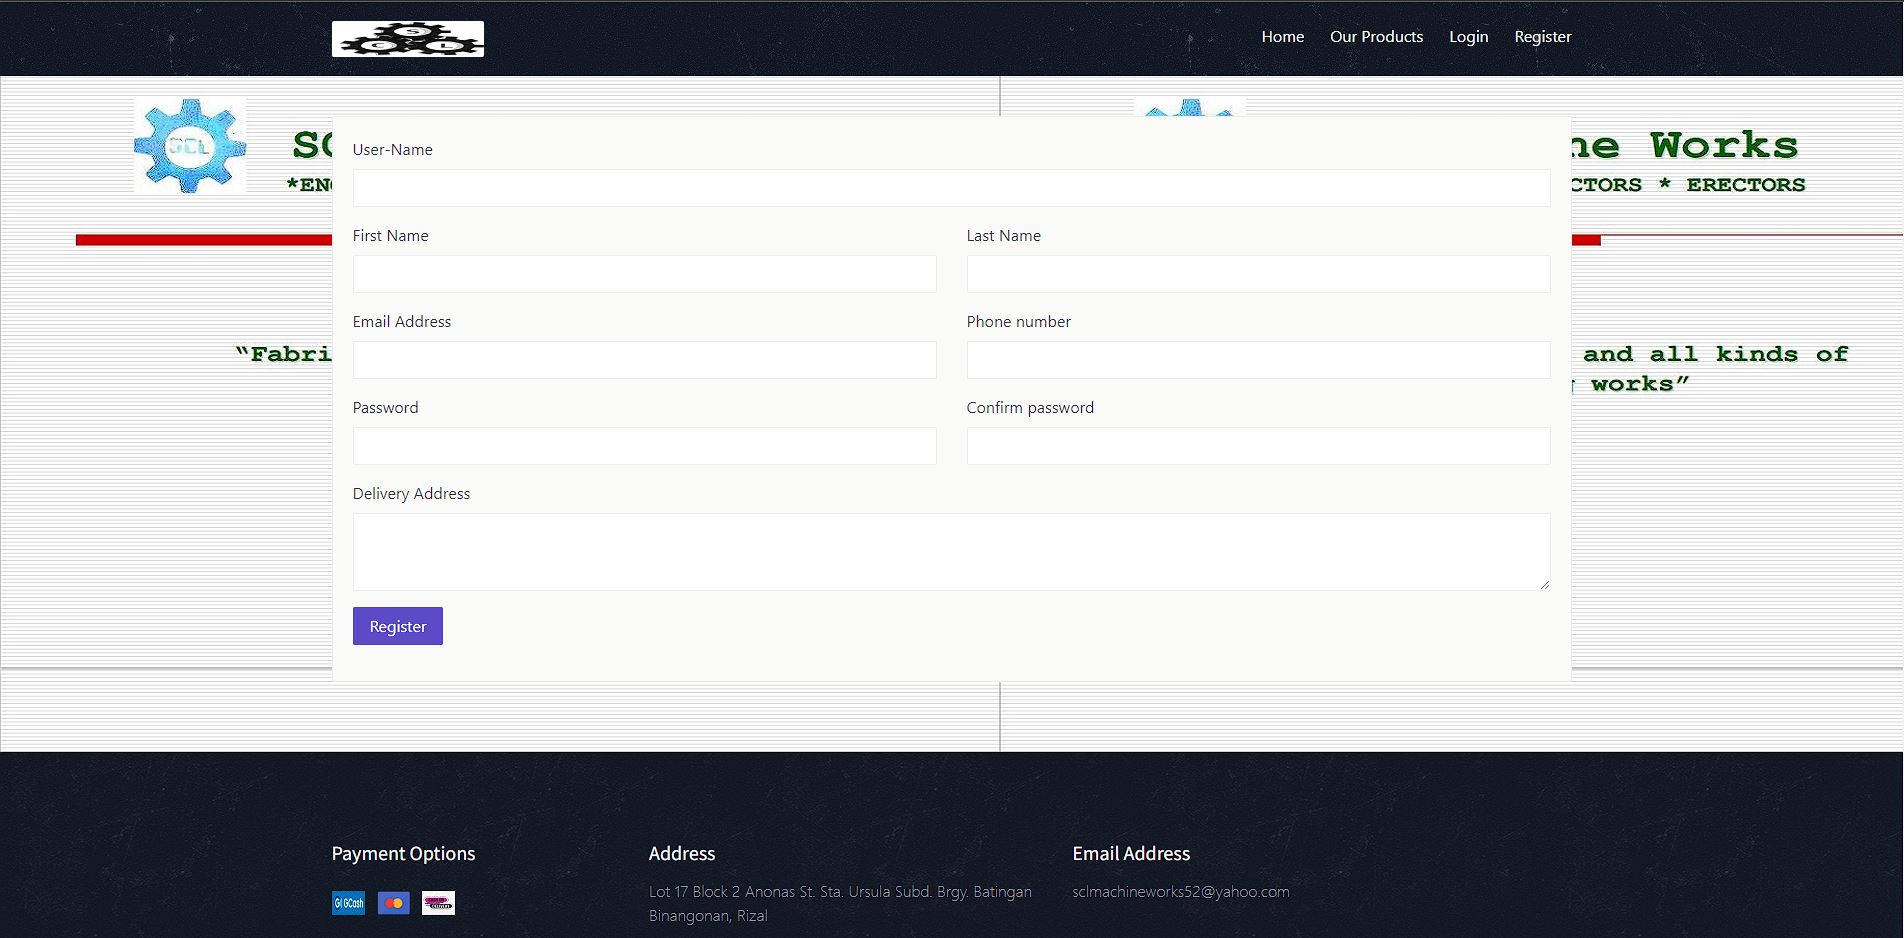 S
C L
Home Our Products Login Register
SCL
ne Works
CTORS * ERECTORS
User-Name
First Name Last Name
Email Address Phone number
“Fabri
and all kinds of
works”
Password Confirm password
Delivery Address
Register
Payment Options Address Email Address
GCash
Lot 17 Block 2 Anonas St. Sta. Ursula Subd. Brgy. Batingan
Binangonan, Rizal
sclmachineworks52@yahoo.com